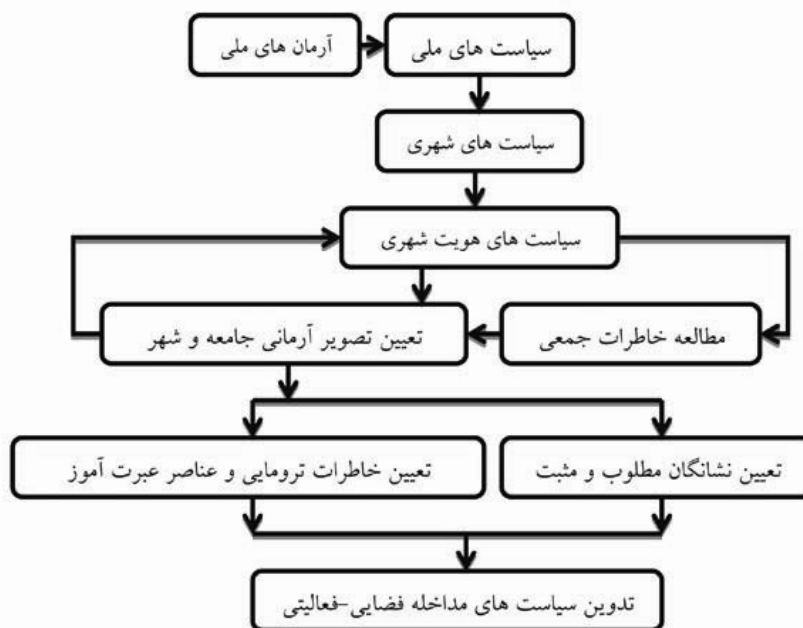 آرمان های ملی
سیاست های ملی
سیاست های شهری
سیاست های هویت شهری
مطالعه خاطرات جمعی
تعیین تصویر آرمانی جامعه و شهر
تعیین نشانگان مطلوب و مثبت
تعیین خاطرات ترومایی و عناصر عبرت آموز
تدوین سیاست های مداخله فضایی-فعالیتی